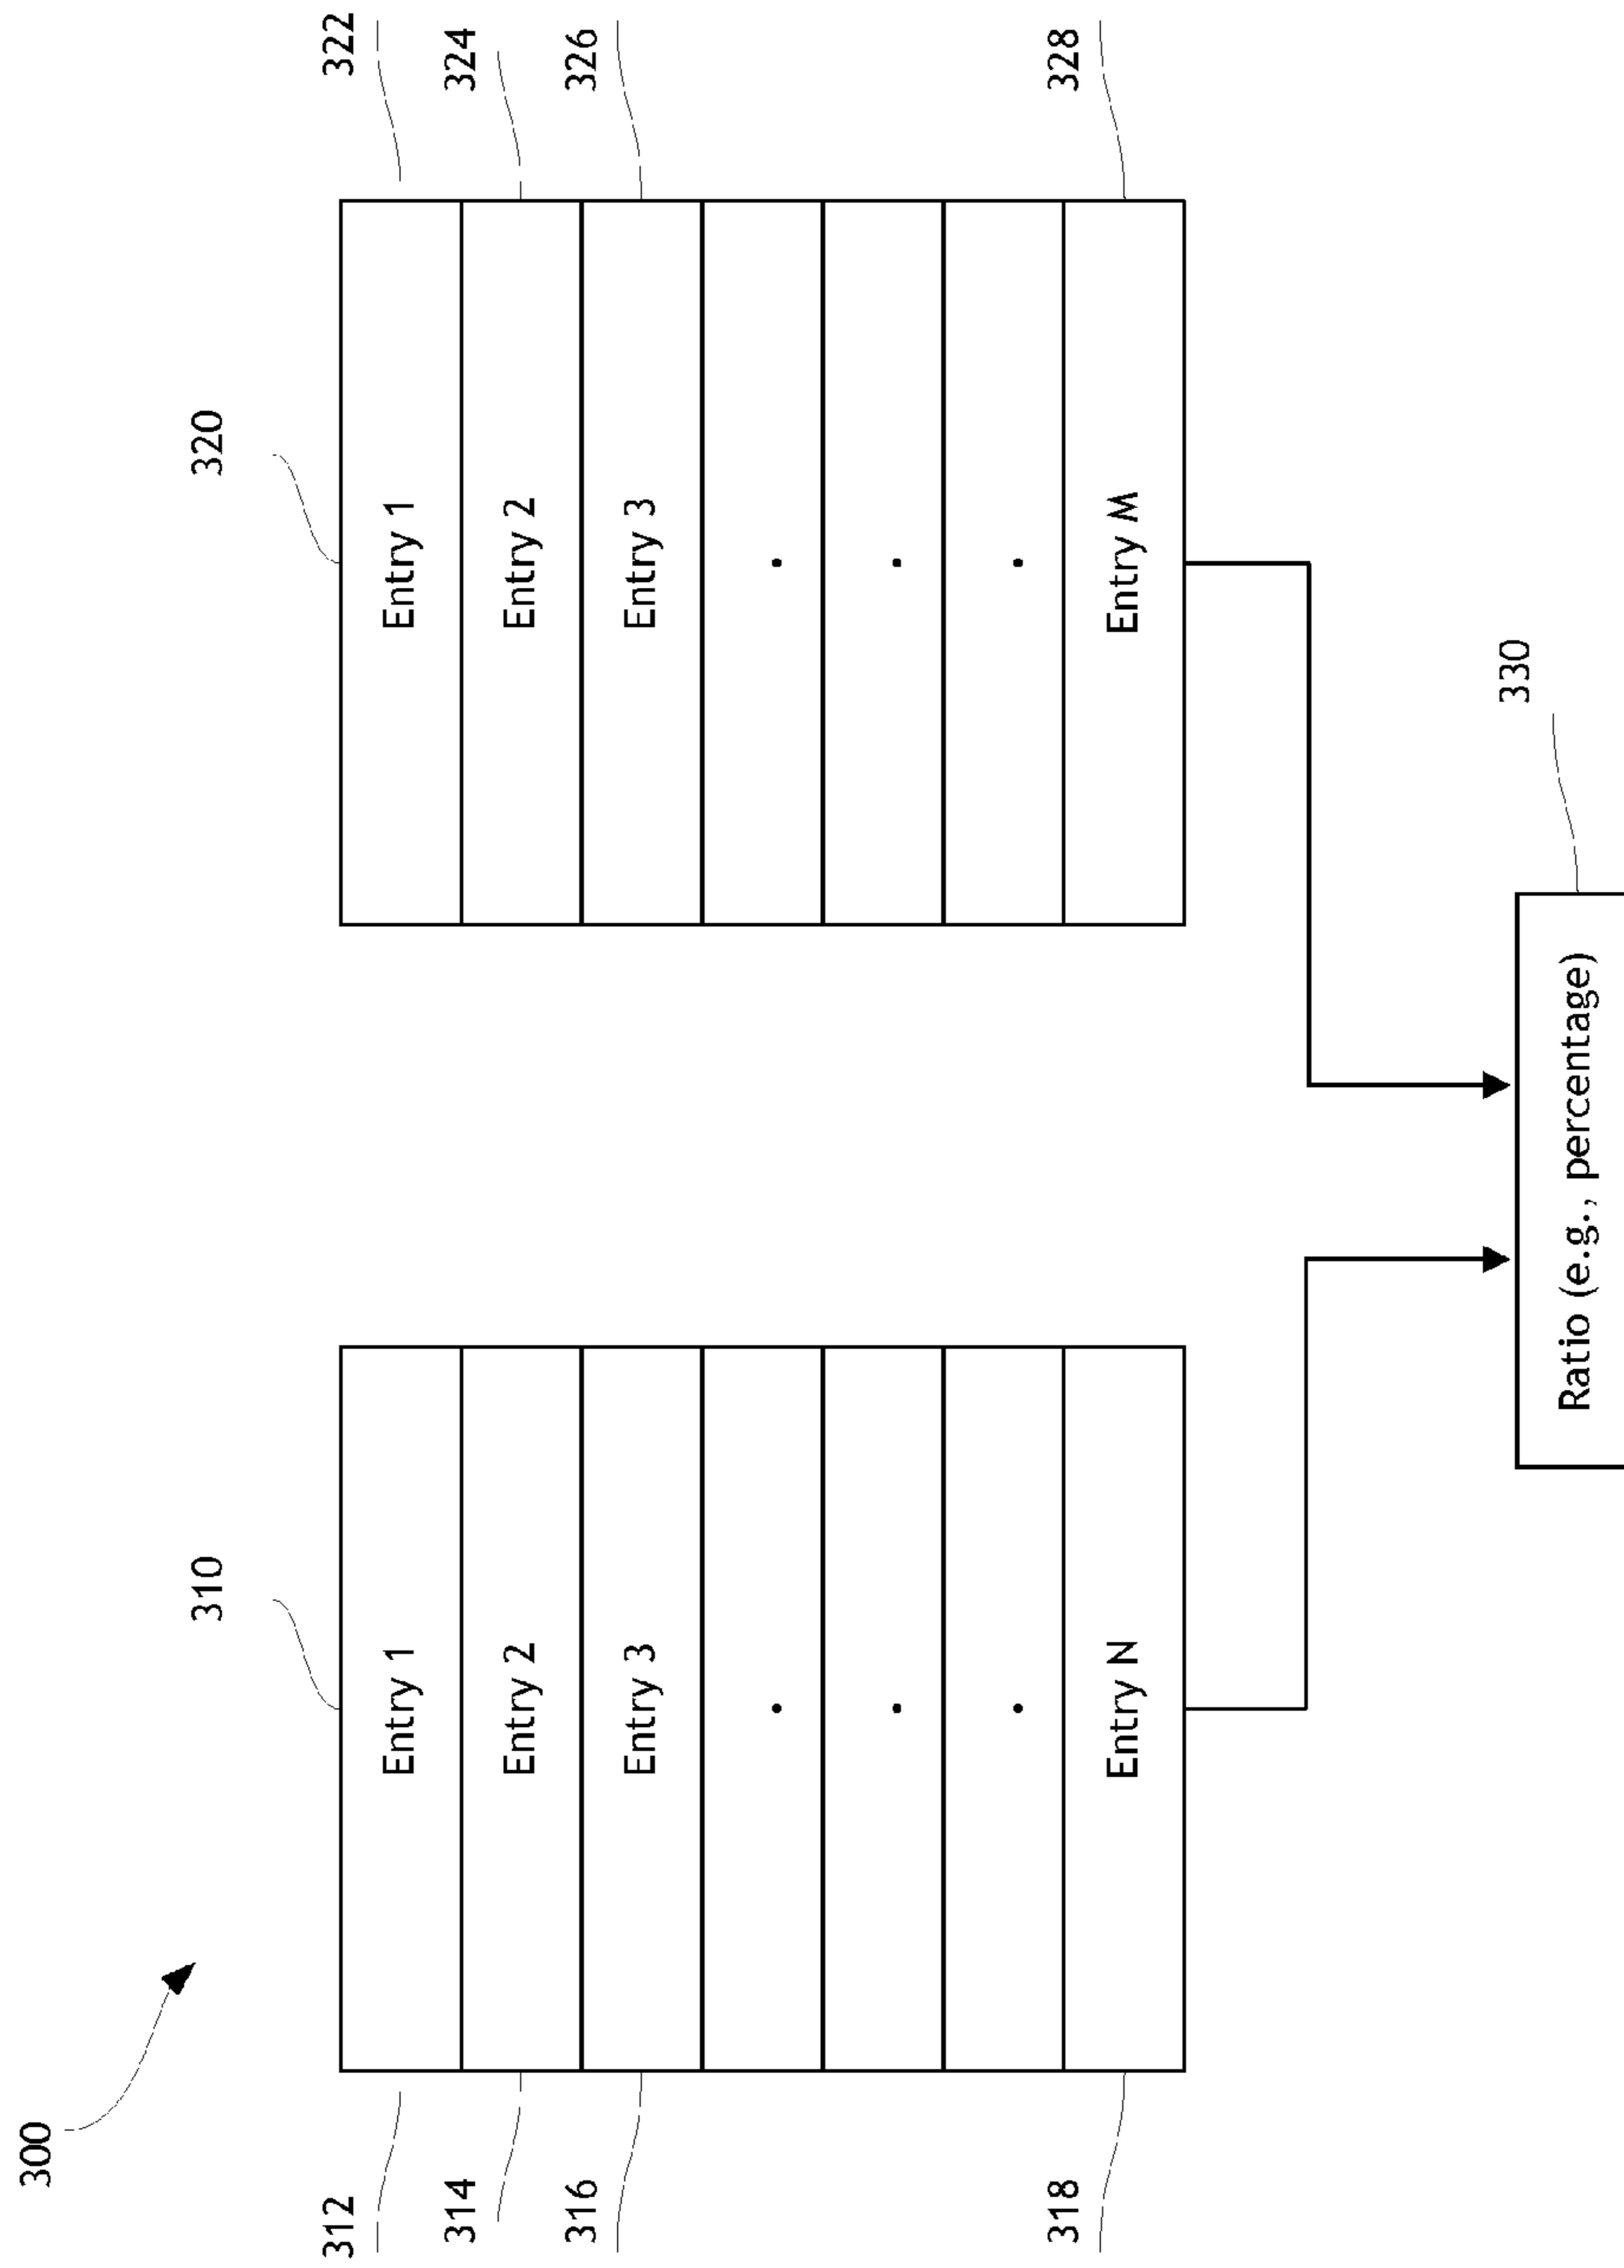 300
310
320
312
Entry 1
Entry 1
322
314
Entry 2
Entry 2
324
316
Entry 3
Entry 3
326
.
.
.
.
.
.
318
Entry N
Entry M
328
330
Ratio (e.g., percentage)